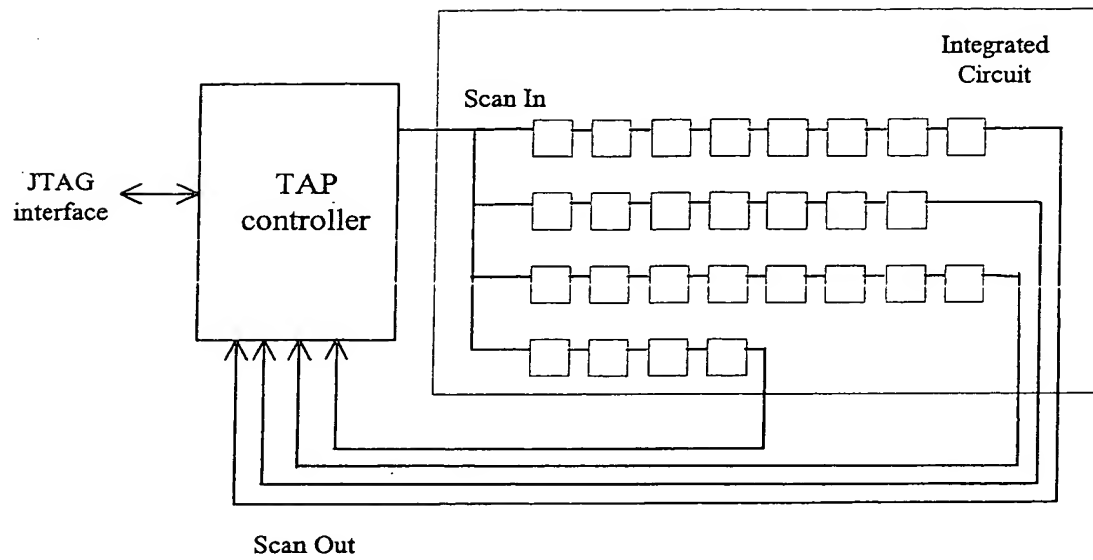 Integrated
Circuit
Scan In
JTAG
interface
TAP
controller
Scan Out